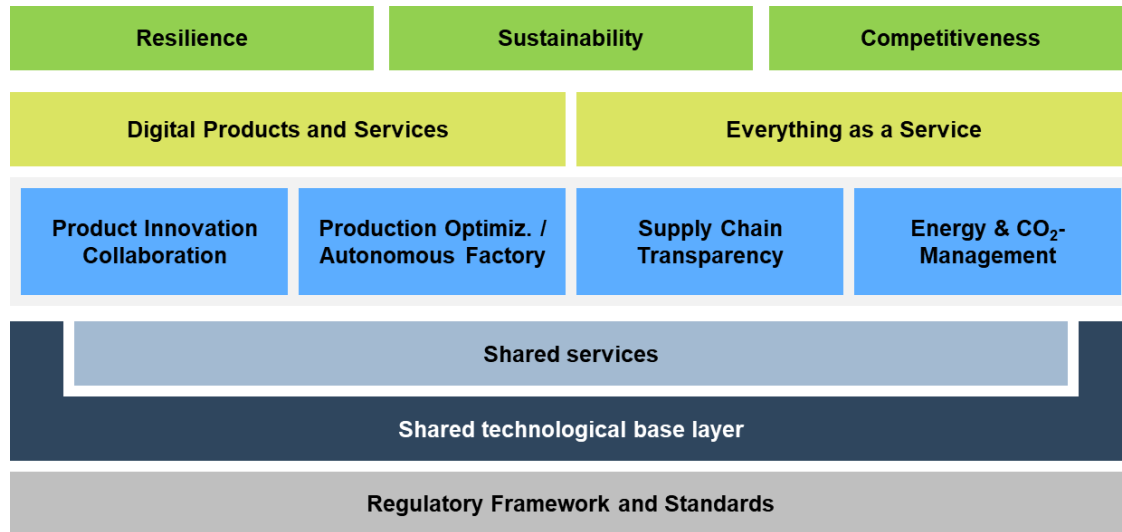 Resilience
Sustainability
Competitiveness
Digital Products and Services
Everything as a Service
Product Innovation
Collaboration
Production Optimiz. /
Autonomous Factory
Supply Chain
Transparency
Energy & CO₂-
Management
Shared services
Shared technological base layer
Regulatory Framework and Standards